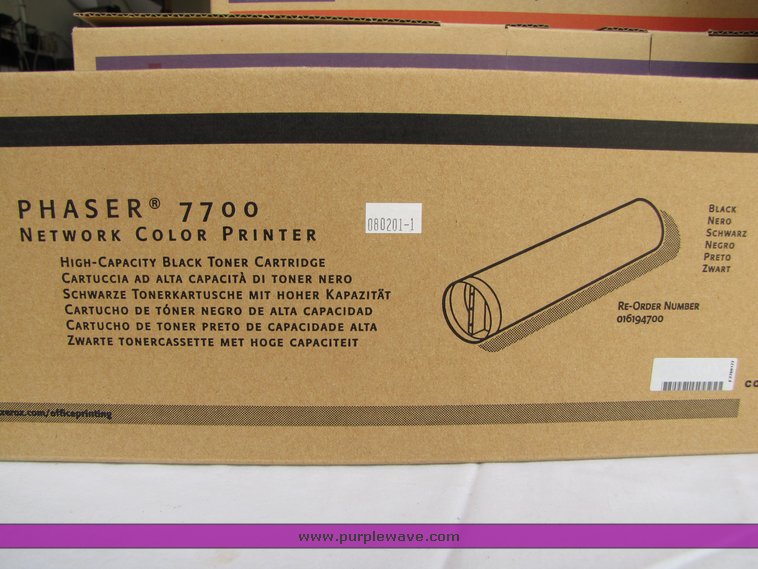 PHASER® 7700
NETWORK COLOR PRINTER
080201-1
HIGH-CAPACITY BLACK TONER CARTRIDGE
CARTUCCIA AD ALTA CAPACITÀ DI TONER NERO
SCHWARZE TONERKARTUSCHE MIT HOHER KAPAZITÄT
CARTUCHO DE TÓNER NEGRO DE ALTA CAPACIDAD
CARTUCHO DE TONER PRETO DE CAPACIDADE ALTA
ZWARTE TONERCASSETTE MET HOGE CAPACITEIT
BLACK
NERO
SCHWARZ
NEGRO
PRETO
ZWART
RE-ORDER NUMBER
016194700
xerox.com/officeprinting
www.purplewave.com